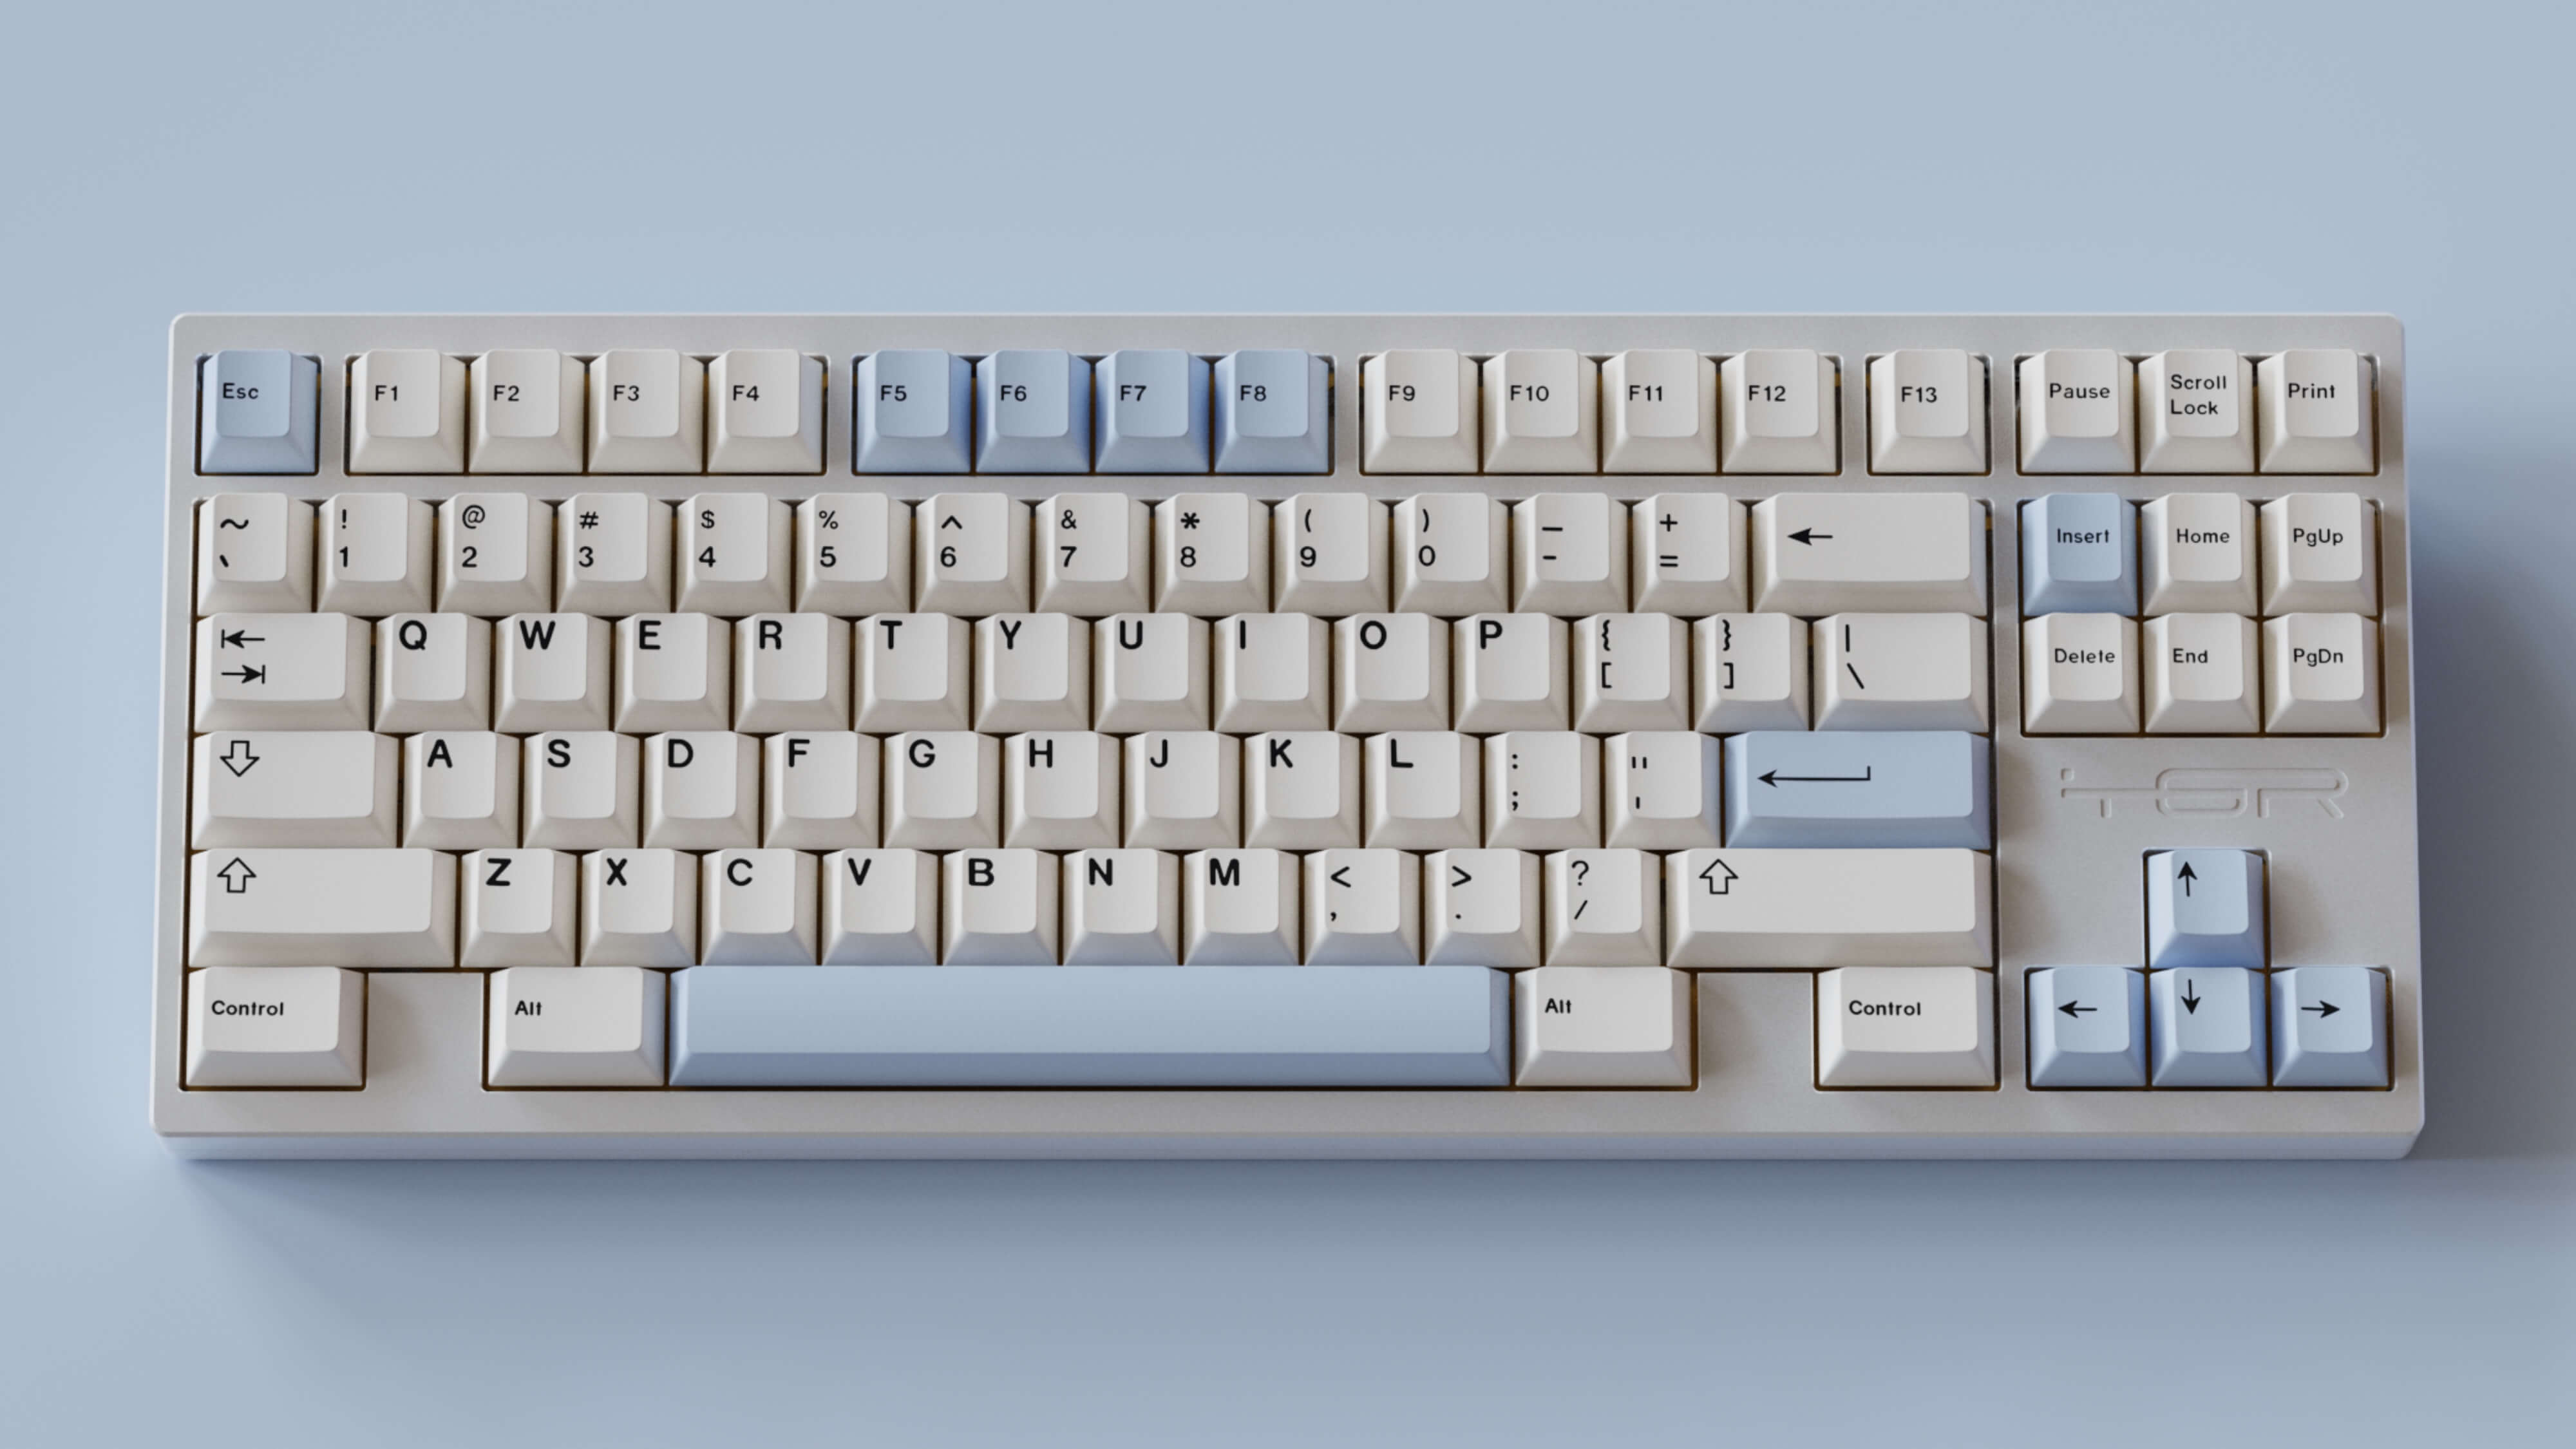 Esc F1 F2 F3 F4 F5 F6 F7 F8 F9 F10 F11 F12 F13 Pause Scroll Lock Print
~ ! @ # $ % ^ & * ( ) _ +
` 1 2 3 4 5 6 7 8 9 0 - = ← Insert Home PgUp
⇤ Q W E R T Y U I O P { } |
⇥ [ ] \ Delete End PgDn
⇩ A S D F G H J K L : "
; ' ↵
TGR
⇧ Z X C V B N M < > ? ⇧ ↑
, . /
Control Alt Alt Control ← ↓ →